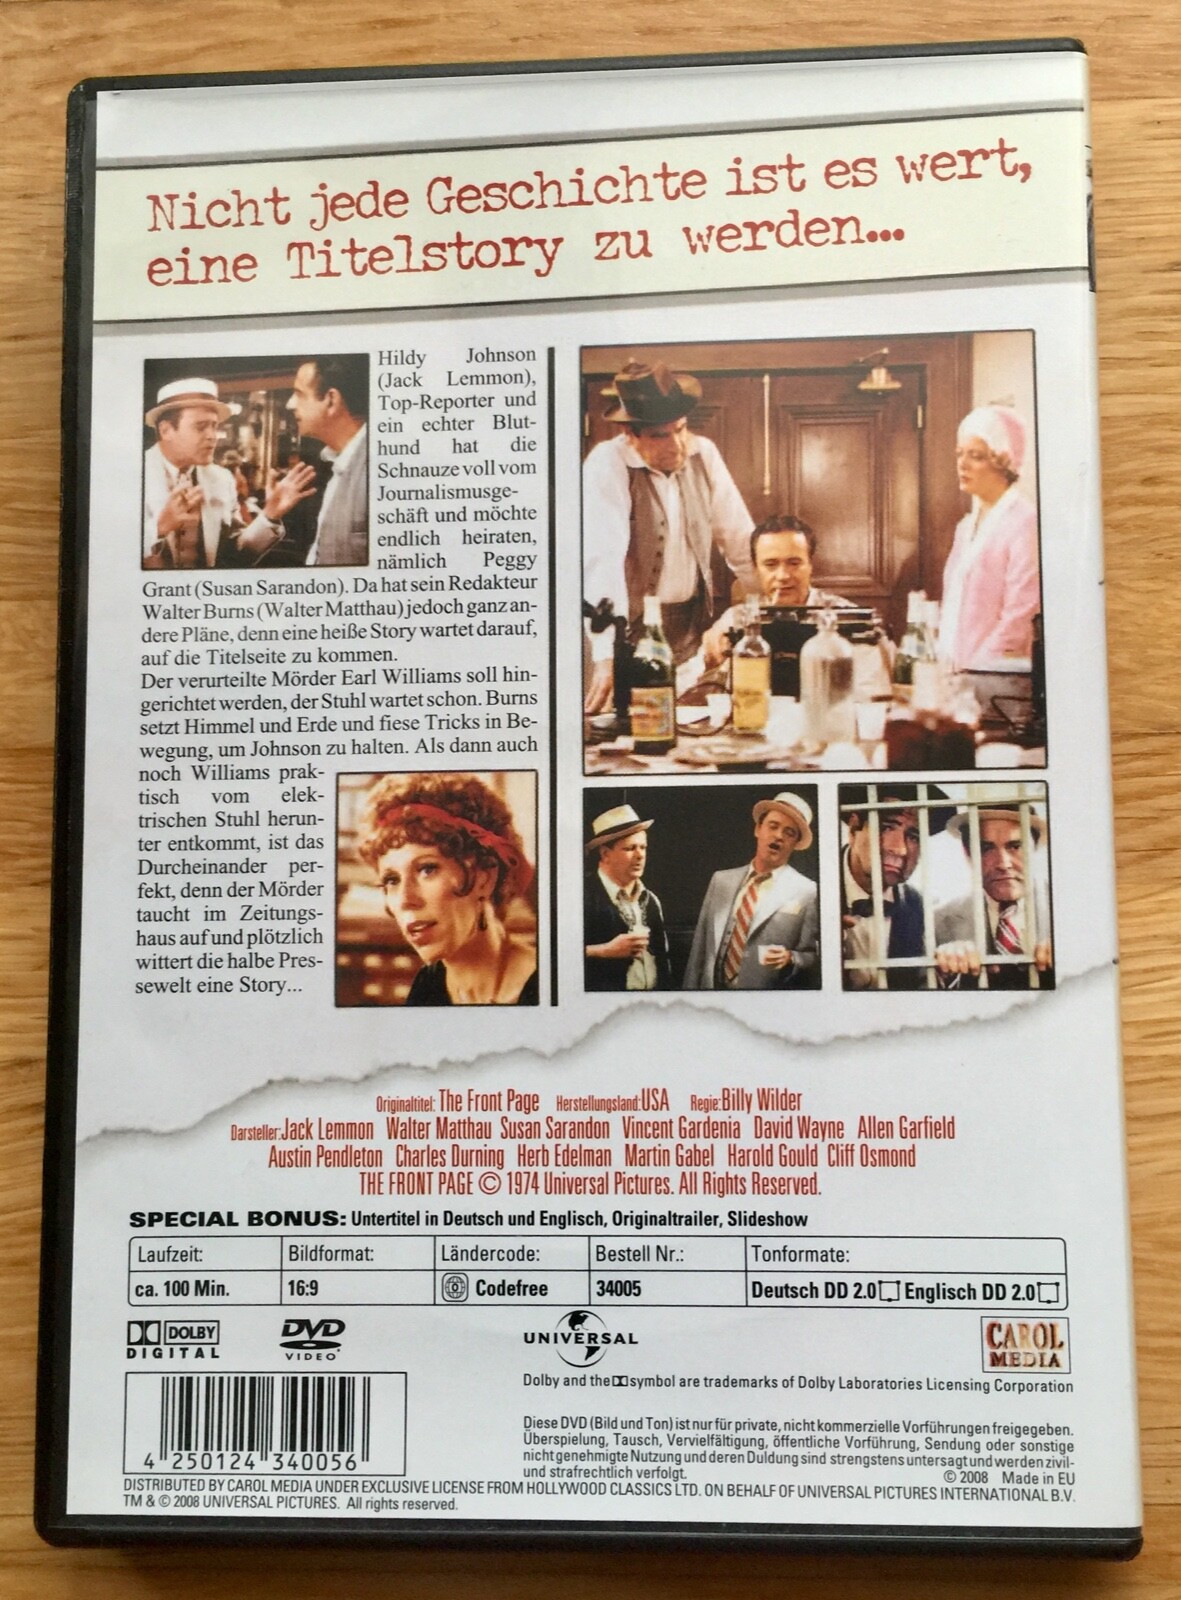 Nicht jede Geschichte ist es wert,
eine Titelstory zu werden...
Hildy Johnson
(Jack Lemmon),
Top-Reporter und
ein echter Blut-
hund hat die
Schnauze voll vom
Journalismusge-
schäft und möchte
endlich heiraten,
nämlich Peggy
Grant (Susan Sarandon). Da hat sein Redakteur
Walter Burns (Walter Matthau) jedoch ganz an-
dere Pläne, denn eine heiße Story wartet darauf,
auf die Titelseite zu kommen.
Der verurteilte Mörder Earl Williams soll hin-
gerichtet werden, der Stuhl wartet schon. Burns
setzt Himmel und Erde und fiese Tricks in Be-
wegung, um Johnson zu halten. Als dann auch
noch Williams prak-
tisch vom elek-
trischen Stuhl herun-
ter entkommt, ist das
Durcheinander per-
fekt, denn der Mörder
taucht im Zeitungs-
haus auf und plötzlich
wittert die halbe Pres-
sewelt eine Story...
Originaltitel: The Front Page Herstellungsland: USA Regie: Billy Wilder
Darsteller: Jack Lemmon Walter Matthau Susan Sarandon Vincent Gardenia David Wayne Allen Garfield
Austin Pendleton Charles Durning Herb Edelman Martin Gabel Harold Gould Cliff Osmond
THE FRONT PAGE © 1974 Universal Pictures. All Rights Reserved.
SPECIAL BONUS: Untertitel in Deutsch und Englisch, Originaltrailer, Slideshow
Laufzeit: Bildformat: Ländercode: Bestell Nr.: Tonformate:
ca. 100 Min. 16:9 Codefree 34005 Deutsch DD 2.0 Englisch DD 2.0
DOLBY
DIGITAL
DVD
VIDEO
UNIVERSAL
CAROL
MEDIA
Dolby and the symbol are trademarks of Dolby Laboratories Licensing Corporation
Diese DVD (Bild und Ton) ist nur für private, nicht kommerzielle Vorführungen freigegeben.
Überspielung, Tausch, Vervielfältigung, öffentliche Vorführung, Sendung oder sonstige
nicht genehmigte Nutzung und deren Duldung sind strengstens untersagt und werden zivil-
und strafrechtlich verfolgt.
© 2008 Made in EU
4 250124 340056
DISTRIBUTED BY CAROL MEDIA UNDER EXCLUSIVE LICENSE FROM HOLLYWOOD CLASSICS LTD. ON BEHALF OF UNIVERSAL PICTURES INTERNATIONAL B.V.
TM & © 2008 UNIVERSAL PICTURES. All rights reserved.